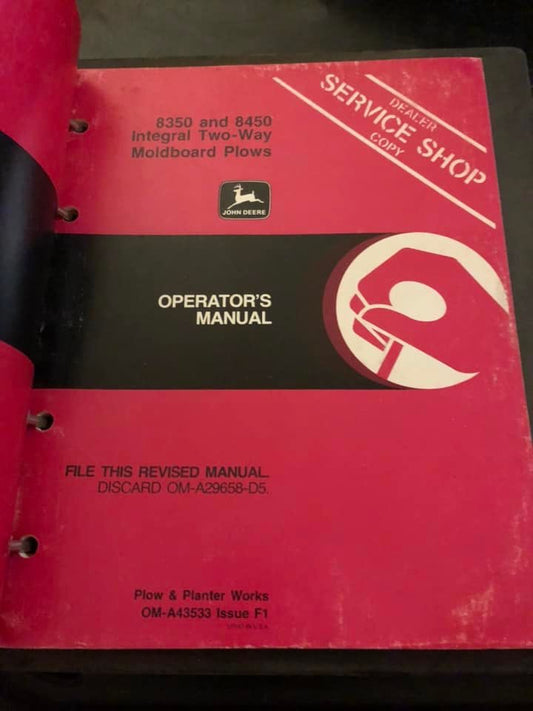 DEALER
SERVICE SHOP
COPY
8350 and 8450
Integral Two-Way
Moldboard Plows
JOHN DEERE
OPERATOR'S
MANUAL
FILE THIS REVISED MANUAL.
DISCARD OM-A29658-D5.
Plow & Planter Works
OM-A43533 Issue F1